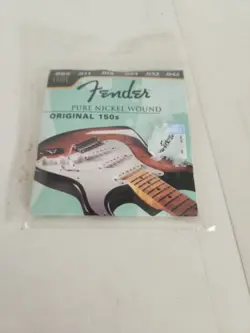 .009 .011 .016 .024 .032 .042
Fender
PURE NICKEL WOUND
ORIGINAL 150s